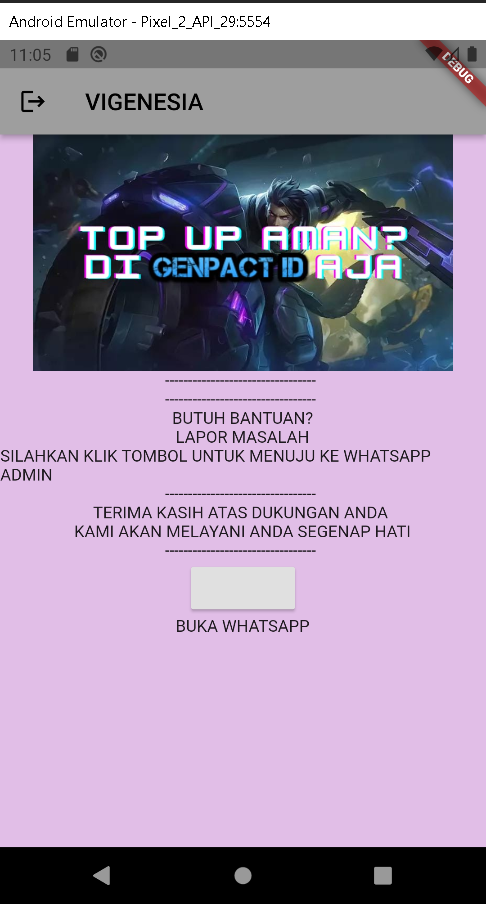 Android Emulator - Pixel_2_API_29:5554
11:05
DEBUG
VIGENESIA
TOP UP AMAN?
DI GENPACT ID AJA
---------------------------------
---------------------------------
BUTUH BANTUAN?
LAPOR MASALAH
SILAHKAN KLIK TOMBOL UNTUK MENUJU KE WHATSAPP
ADMIN
---------------------------------
TERIMA KASIH ATAS DUKUNGAN ANDA
KAMI AKAN MELAYANI ANDA SEGENAP HATI
---------------------------------
BUKA WHATSAPP